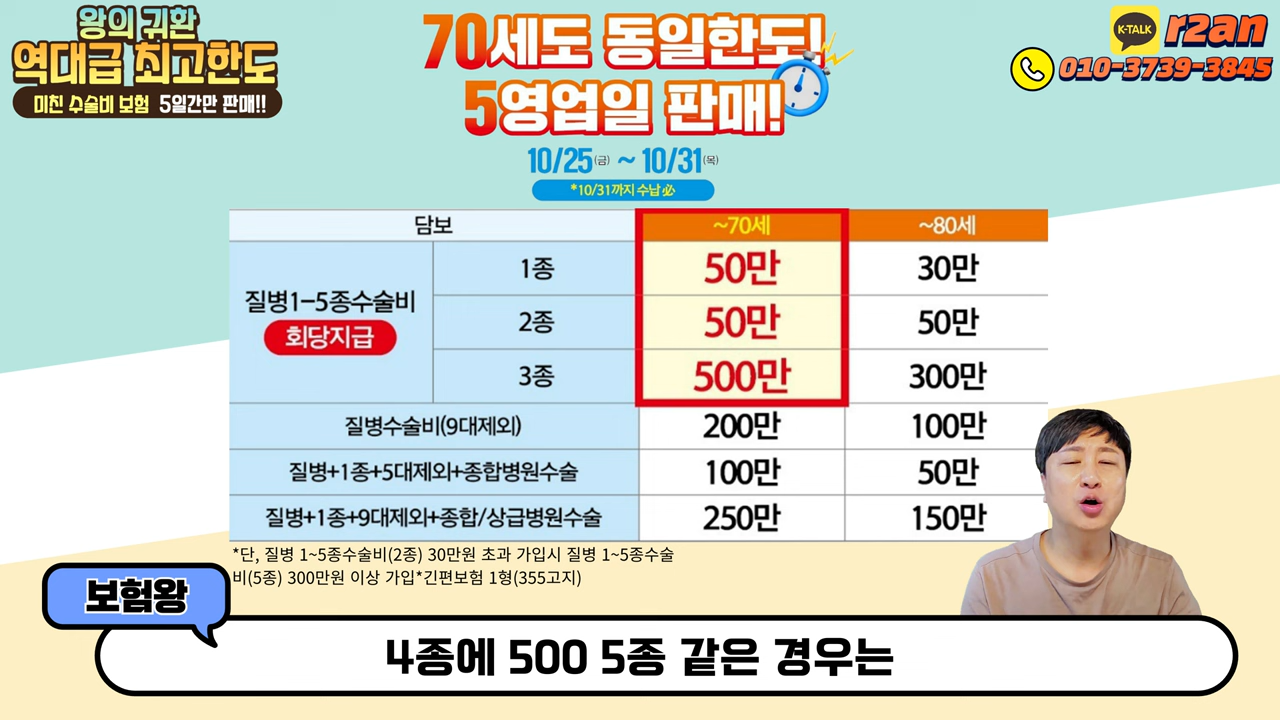 왕의 귀환
역대급 최고한도
미친 수술비 보험 5일간만 판매!!
70세도 동일한도!
5영업일 판매!
10/25(금) ~ 10/31(목)
*10/31까지 수납 必
K-TALK r2an
010-3739-3845
담보 ~70세 ~80세
질병1-5종수술비
회당지급
1종 50만 30만
2종 50만 50만
3종 500만 300만
질병수술비(9대제외) 200만 100만
질병+1종+5대제외+종합병원수술 100만 50만
질병+1종+9대제외+종합/상급병원수술 250만 150만
*단, 질병 1~5종수술비(2종) 30만원 초과 가입시 질병 1~5종수술
비(5종) 300만원 이상 가입*간편보험 1형(355고지)
보험왕
4종에 500 5종 같은 경우는